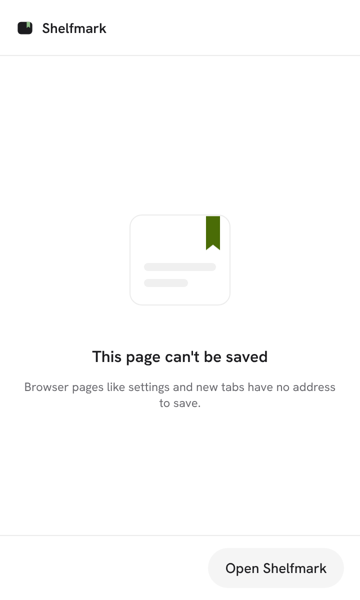 Shelfmark
This page can't be saved
Browser pages like settings and new tabs have no address
to save.
Open Shelfmark